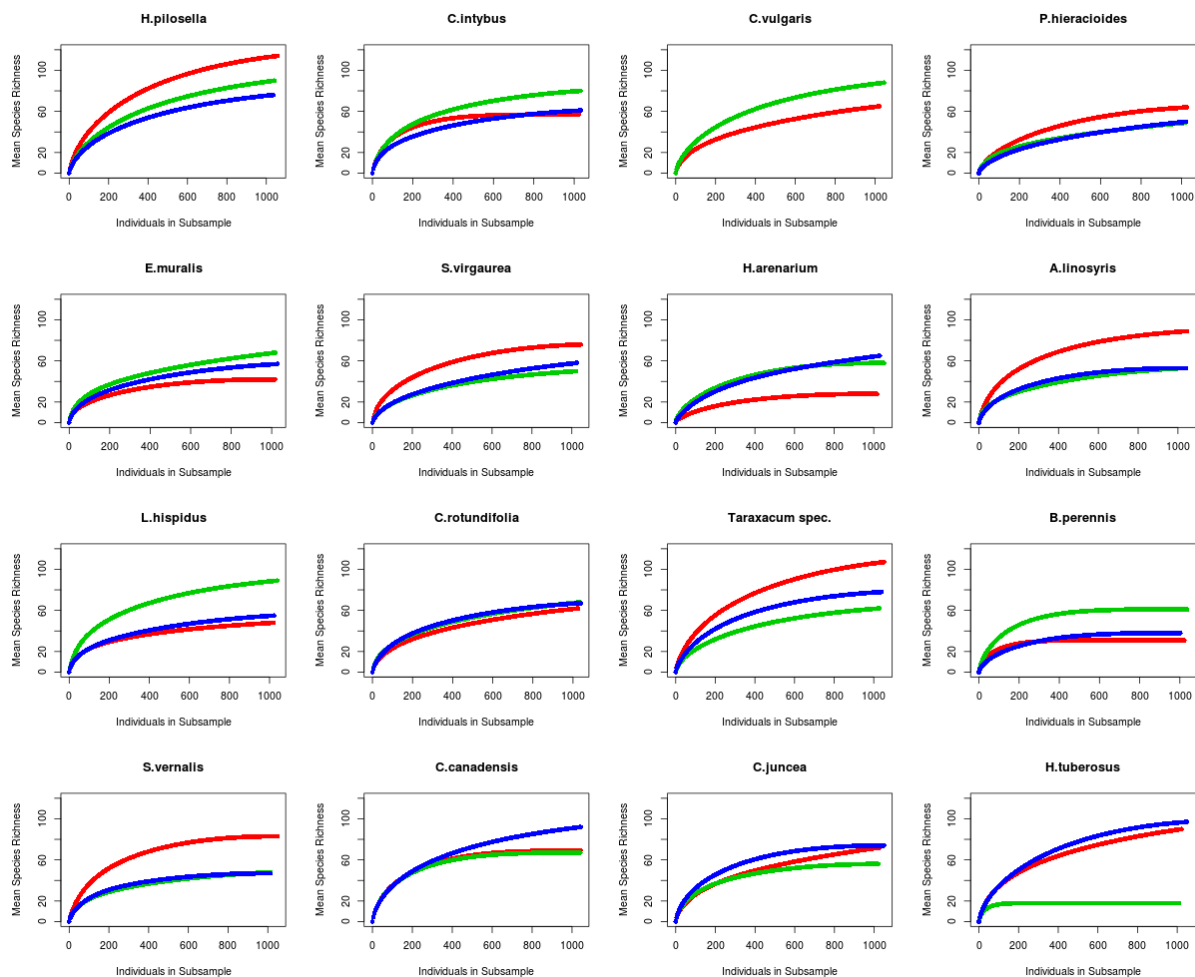 H.pilosella
Mean Species Richness
0 20 60 100
0 200 400 600 800 1000
Individuals in Subsample
C.intybus
Mean Species Richness
0 20 60 100
0 200 400 600 800 1000
Individuals in Subsample
C.vulgaris
Mean Species Richness
0 20 60 100
0 200 400 600 800 1000
Individuals in Subsample
P.hieracioides
Mean Species Richness
0 20 60 100
0 200 400 600 800 1000
Individuals in Subsample
E.muralis
Mean Species Richness
0 20 60 100
0 200 400 600 800 1000
Individuals in Subsample
S.virgaurea
Mean Species Richness
0 20 60 100
0 200 400 600 800 1000
Individuals in Subsample
H.arenarium
Mean Species Richness
0 20 60 100
0 200 400 600 800 1000
Individuals in Subsample
A.linosyris
Mean Species Richness
0 20 60 100
0 200 400 600 800 1000
Individuals in Subsample
L.hispidus
Mean Species Richness
0 20 60 100
0 200 400 600 800 1000
Individuals in Subsample
C.rotundifolia
Mean Species Richness
0 20 60 100
0 200 400 600 800 1000
Individuals in Subsample
Taraxacum spec.
Mean Species Richness
0 20 60 100
0 200 400 600 800 1000
Individuals in Subsample
B.perennis
Mean Species Richness
0 20 60 100
0 200 400 600 800 1000
Individuals in Subsample
S.vernalis
Mean Species Richness
0 20 60 100
0 200 400 600 800 1000
Individuals in Subsample
C.canadensis
Mean Species Richness
0 20 60 100
0 200 400 600 800 1000
Individuals in Subsample
C.juncea
Mean Species Richness
0 20 60 100
0 200 400 600 800 1000
Individuals in Subsample
H.tuberosus
Mean Species Richness
0 20 60 100
0 200 400 600 800 1000
Individuals in Subsample